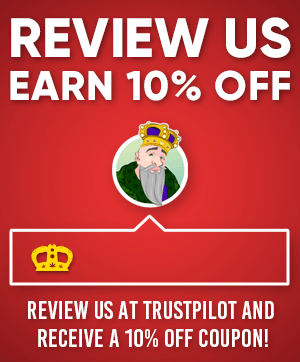 REVIEW US
EARN 10% OFF
REVIEW US AT TRUSTPILOT AND
RECEIVE A 10% OFF COUPON!